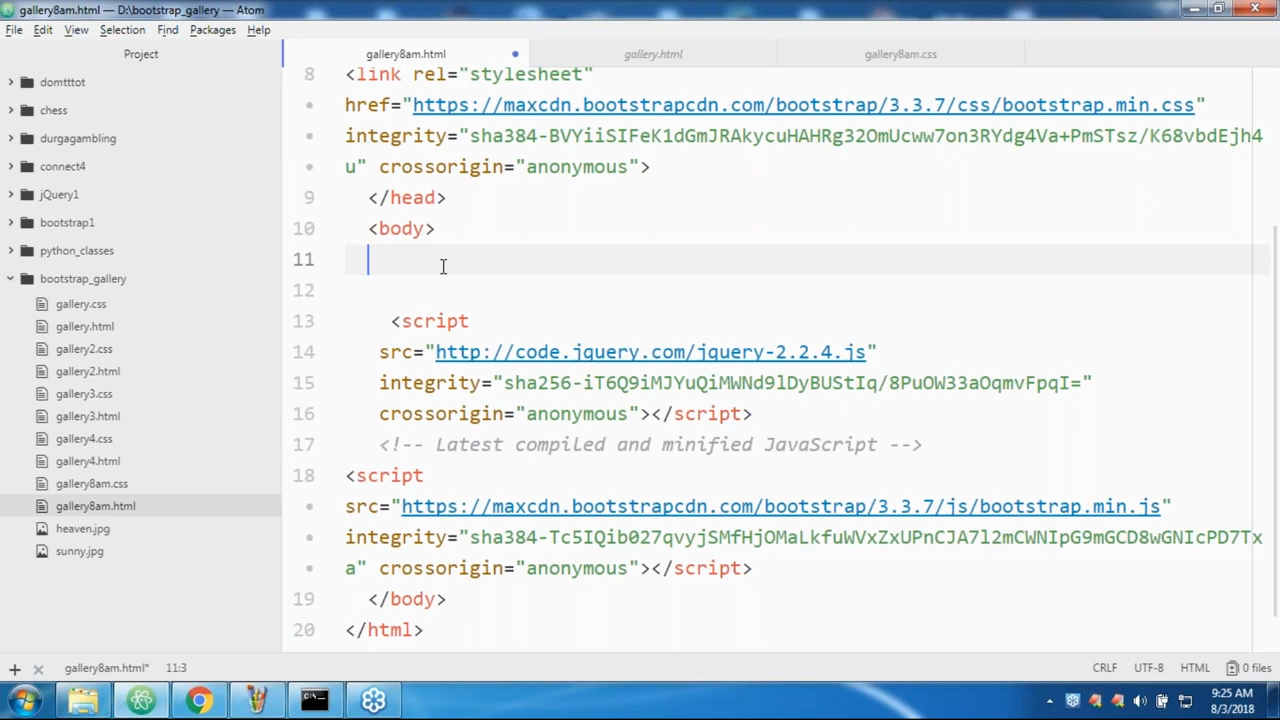 gallery8am.html — D:\bootstrap_gallery — Atom
File Edit View Selection Find Packages Help
Project
gallery8am.html gallery.html gallery8am.css
domtttot
chess
durgagambling
connect4
jQuery1
bootstrap1
python_classes
bootstrap_gallery
gallery.css
gallery.html
gallery2.css
gallery2.html
gallery3.css
gallery3.html
gallery4.css
gallery4.html
gallery8am.css
gallery8am.html
heaven.jpg
sunny.jpg
8 <link rel="stylesheet"
• href="https://maxcdn.bootstrapcdn.com/bootstrap/3.3.7/css/bootstrap.min.css"
• integrity="sha384-BVYiiSIFeK1dGmJRAkycuHAHRg32OmUcww7on3RYdg4Va+PmSTsz/K68vbdEjh4
• u" crossorigin="anonymous">
9 </head>
10 <body>
11
12
13 <script
14 src="http://code.jquery.com/jquery-2.2.4.js"
15 integrity="sha256-iT6Q9iMJYuQiMWNd9lDyBUStIq/8PuOW33aOqmvFpqI="
16 crossorigin="anonymous"></script>
17 <!-- Latest compiled and minified JavaScript -->
18 <script
• src="https://maxcdn.bootstrapcdn.com/bootstrap/3.3.7/js/bootstrap.min.js"
• integrity="sha384-Tc5IQib027qvyjSMfHjOMaLkfuWVxZxUPnCJA7l2mCWNIpG9mGCD8wGNIcPD7Tx
• a" crossorigin="anonymous"></script>
19 </body>
20 </html>
gallery8am.html* 11:3 CRLF UTF-8 HTML 0 files
9:25 AM
8/3/2018